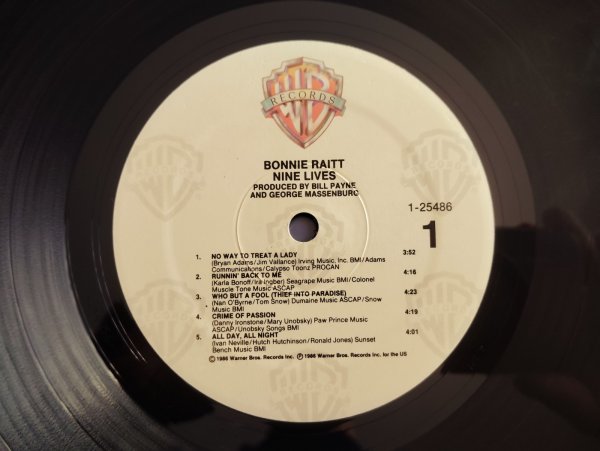 WB
RECORDS
BONNIE RAITT
NINE LIVES
PRODUCED BY BILL PAYNE
AND GEORGE MASSENBURG
1-25486
1
1. NO WAY TO TREAT A LADY 3:52
(Bryan Adams/Jim Vallance) Irving Music, Inc. BMI/Adams
Communications/Calypso Toonz PROCAN
2. RUNNIN' BACK TO ME 4:16
(Karla Bonoff/Ira Ingber) Seagrape Music BMI/Colonel
Muscle Tone Music ASCAP
3. WHO BUT A FOOL (THIEF INTO PARADISE) 4:23
(Nan O'Byrne/Tom Snow) Dumaine Music ASCAP/Snow
Music BMI
4. CRIME OF PASSION 4:19
(Danny Ironstone/Mary Unobsky) Paw Prince Music
ASCAP/Unobsky Songs BMI
5. ALL DAY, ALL NIGHT 4:01
(Ivan Neville/Hutch Hutchinson/Ronald Jones) Sunset
Bench Music BMI
© 1986 Warner Bros. Records Inc. ℗ 1986 Warner Bros. Records Inc. for the US